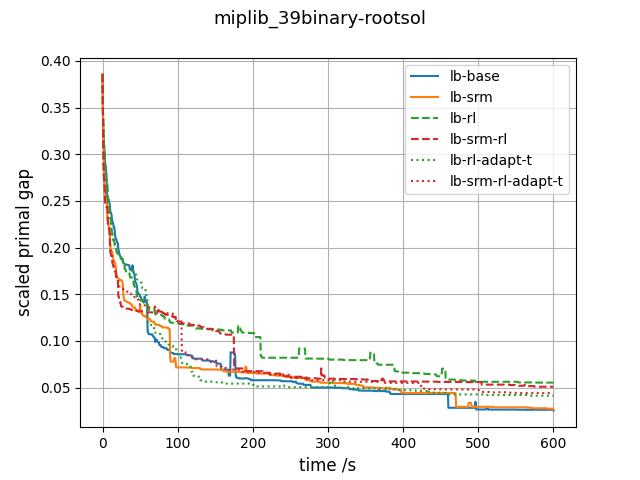 miplib_39binary-rootsol
0.40
0.35
0.30
0.25
0.20
0.15
0.10
0.05
scaled primal gap
lb-base
lb-srm
lb-rl
lb-srm-rl
lb-rl-adapt-t
lb-srm-rl-adapt-t
0 100 200 300 400 500 600
time /s